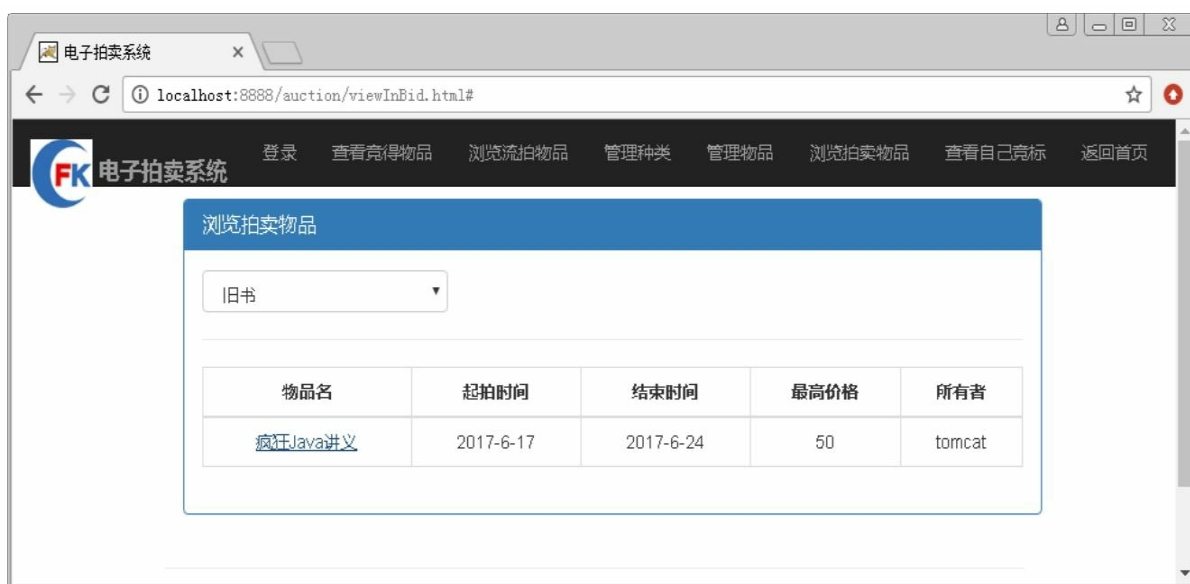 电子拍卖系统
localhost:8888/auction/viewInBid.html#
FK 电子拍卖系统 登录 查看竞得物品 浏览流拍物品 管理种类 管理物品 浏览拍卖物品 查看自己竞标 返回首页
浏览拍卖物品
旧书
物品名 起拍时间 结束时间 最高价格 所有者
疯狂Java讲义 2017-6-17 2017-6-24 50 tomcat